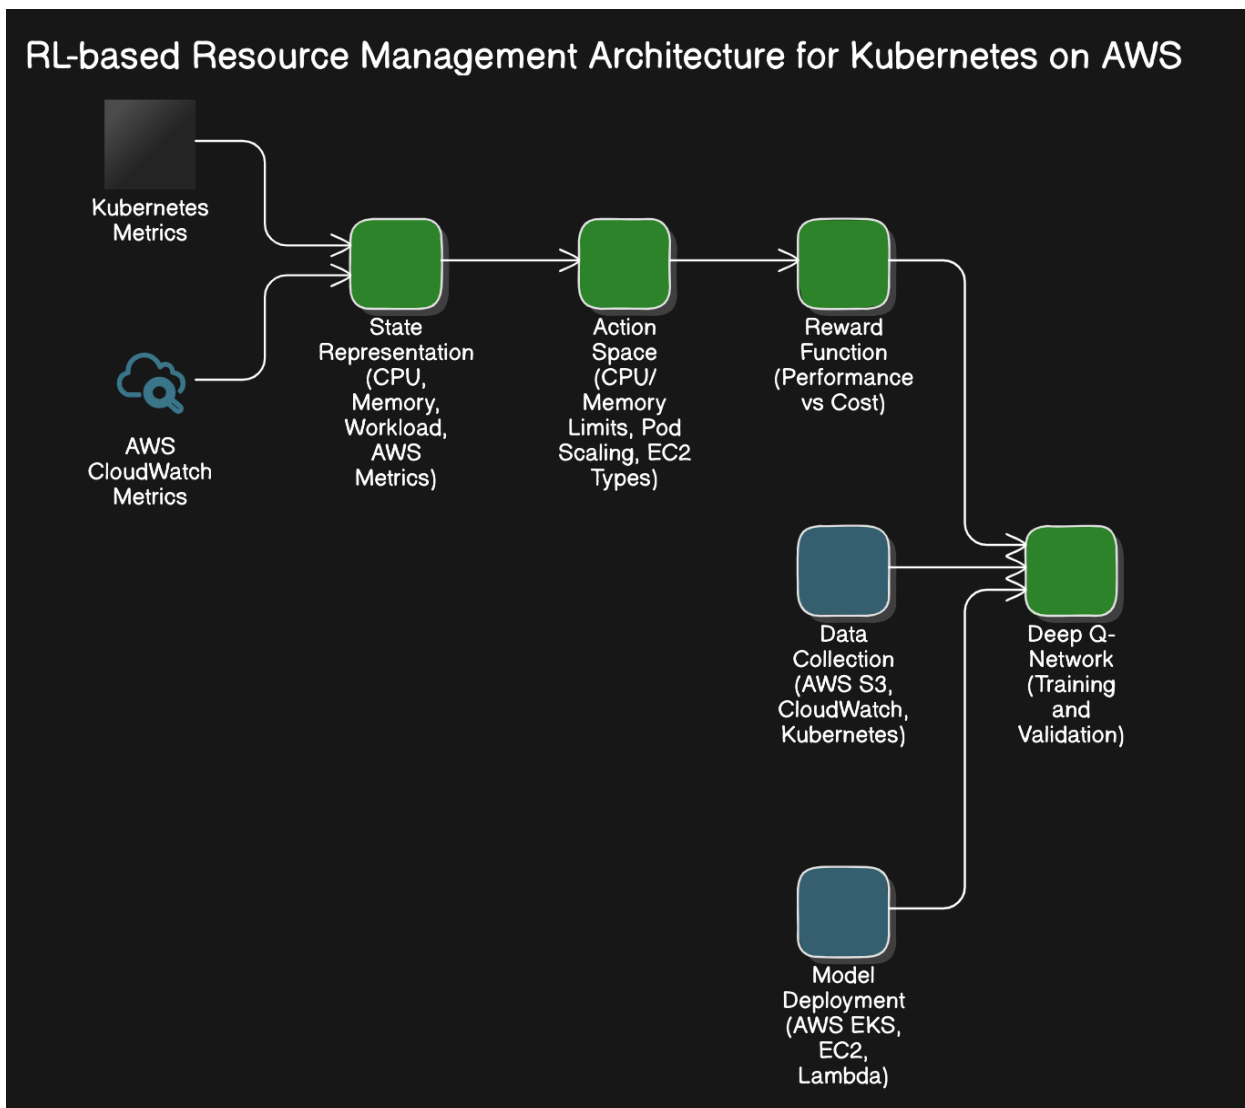 RL-based Resource Management Architecture for Kubernetes on AWS
Kubernetes
Metrics
AWS
CloudWatch
Metrics
State
Representation
(CPU,
Memory,
Workload,
AWS
Metrics)
Action
Space
(CPU/
Memory
Limits, Pod
Scaling, EC2
Types)
Reward
Function
(Performance
vs Cost)
Data
Collection
(AWS S3,
CloudWatch,
Kubernetes)
Deep Q-
Network
(Training
and
Validation)
Model
Deployment
(AWS EKS,
EC2,
Lambda)